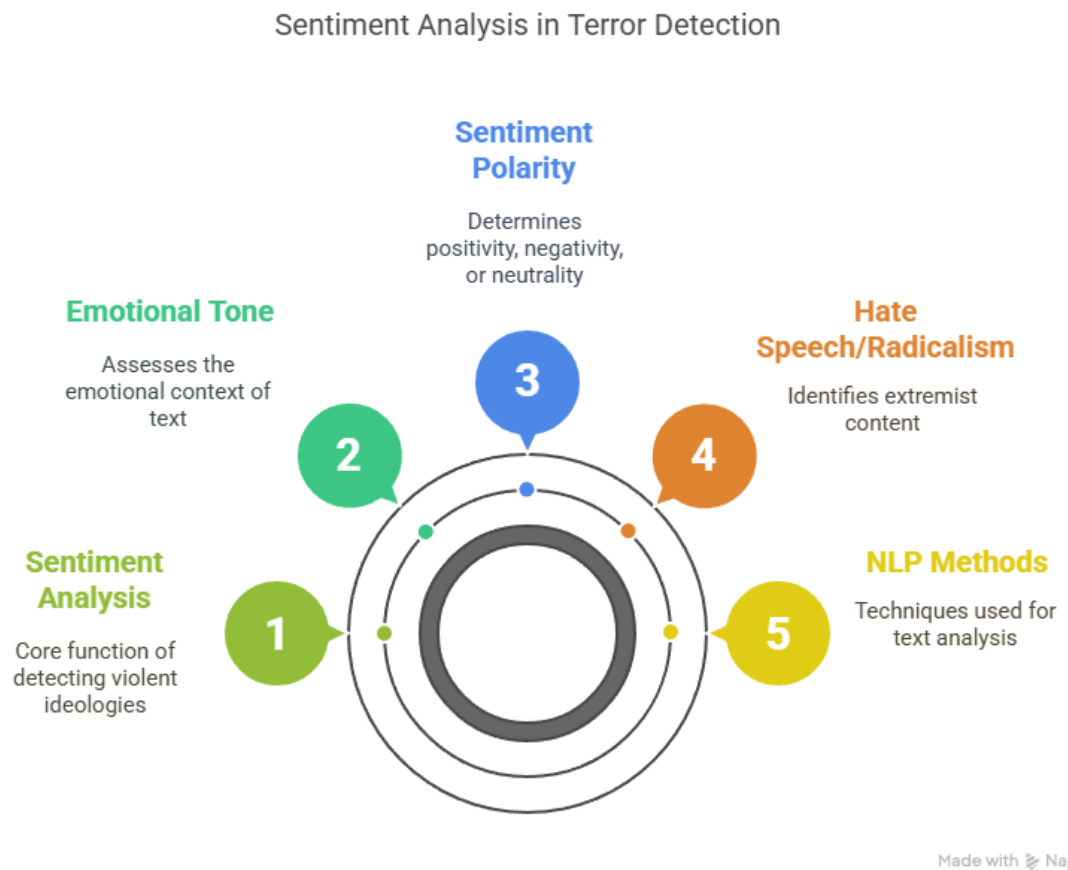 Sentiment Analysis in Terror Detection
Sentiment
Polarity
Determines
positivity, negativity,
or neutrality
Emotional Tone
Assesses the
emotional context of
text
Hate
Speech/Radicalism
Identifies extremist
content
3
2
4
Sentiment
Analysis
Core function of
detecting violent
ideologies
1
5
NLP Methods
Techniques used for
text analysis
Made with